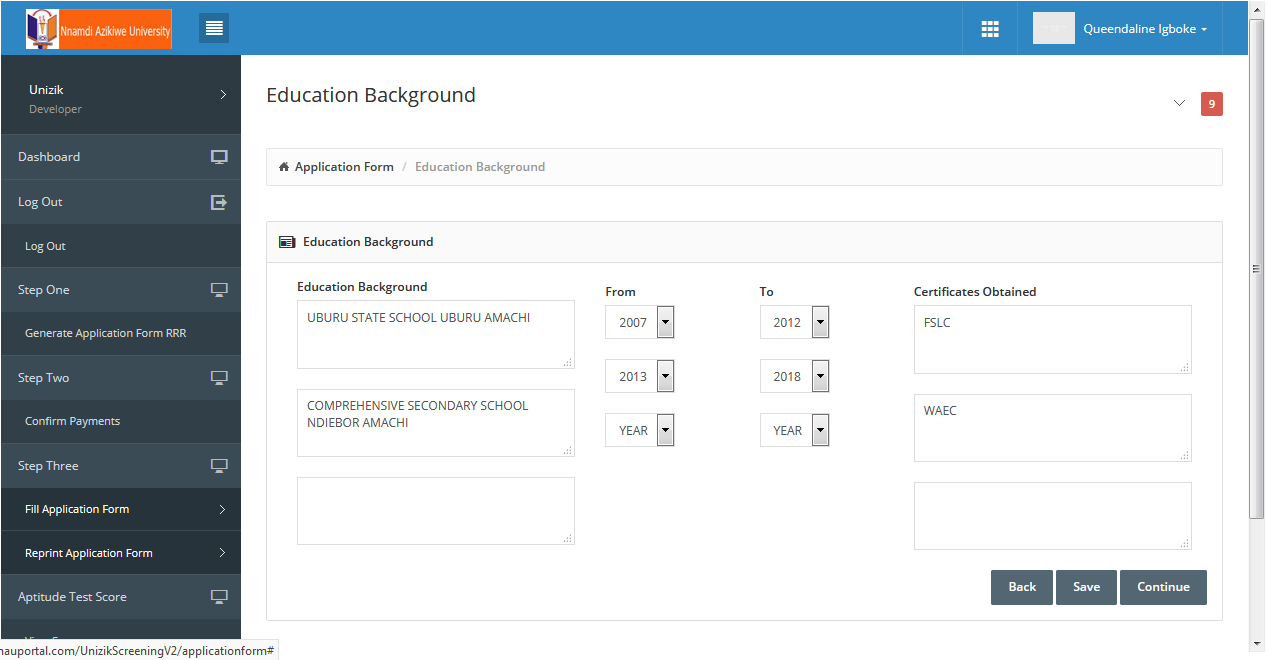 Nnamdi Azikiwe University
Queendaline Igboke
Unizik
Developer
Education Background
9
Dashboard
Application Form / Education Background
Log Out
Log Out
Education Background
Step One
Education Background
From
To
Certificates Obtained
UBURU STATE SCHOOL UBURU AMACHI
2007
2012
FSLC
Generate Application Form RRR
Step Two
2013
2018
COMPREHENSIVE SECONDARY SCHOOL
NDIEBOR AMACHI
WAEC
Confirm Payments
YEAR
YEAR
Step Three
Fill Application Form
Reprint Application Form
Back
Save
Continue
Aptitude Test Score
nauportal.com/UnizikScreeningV2/applicationform#